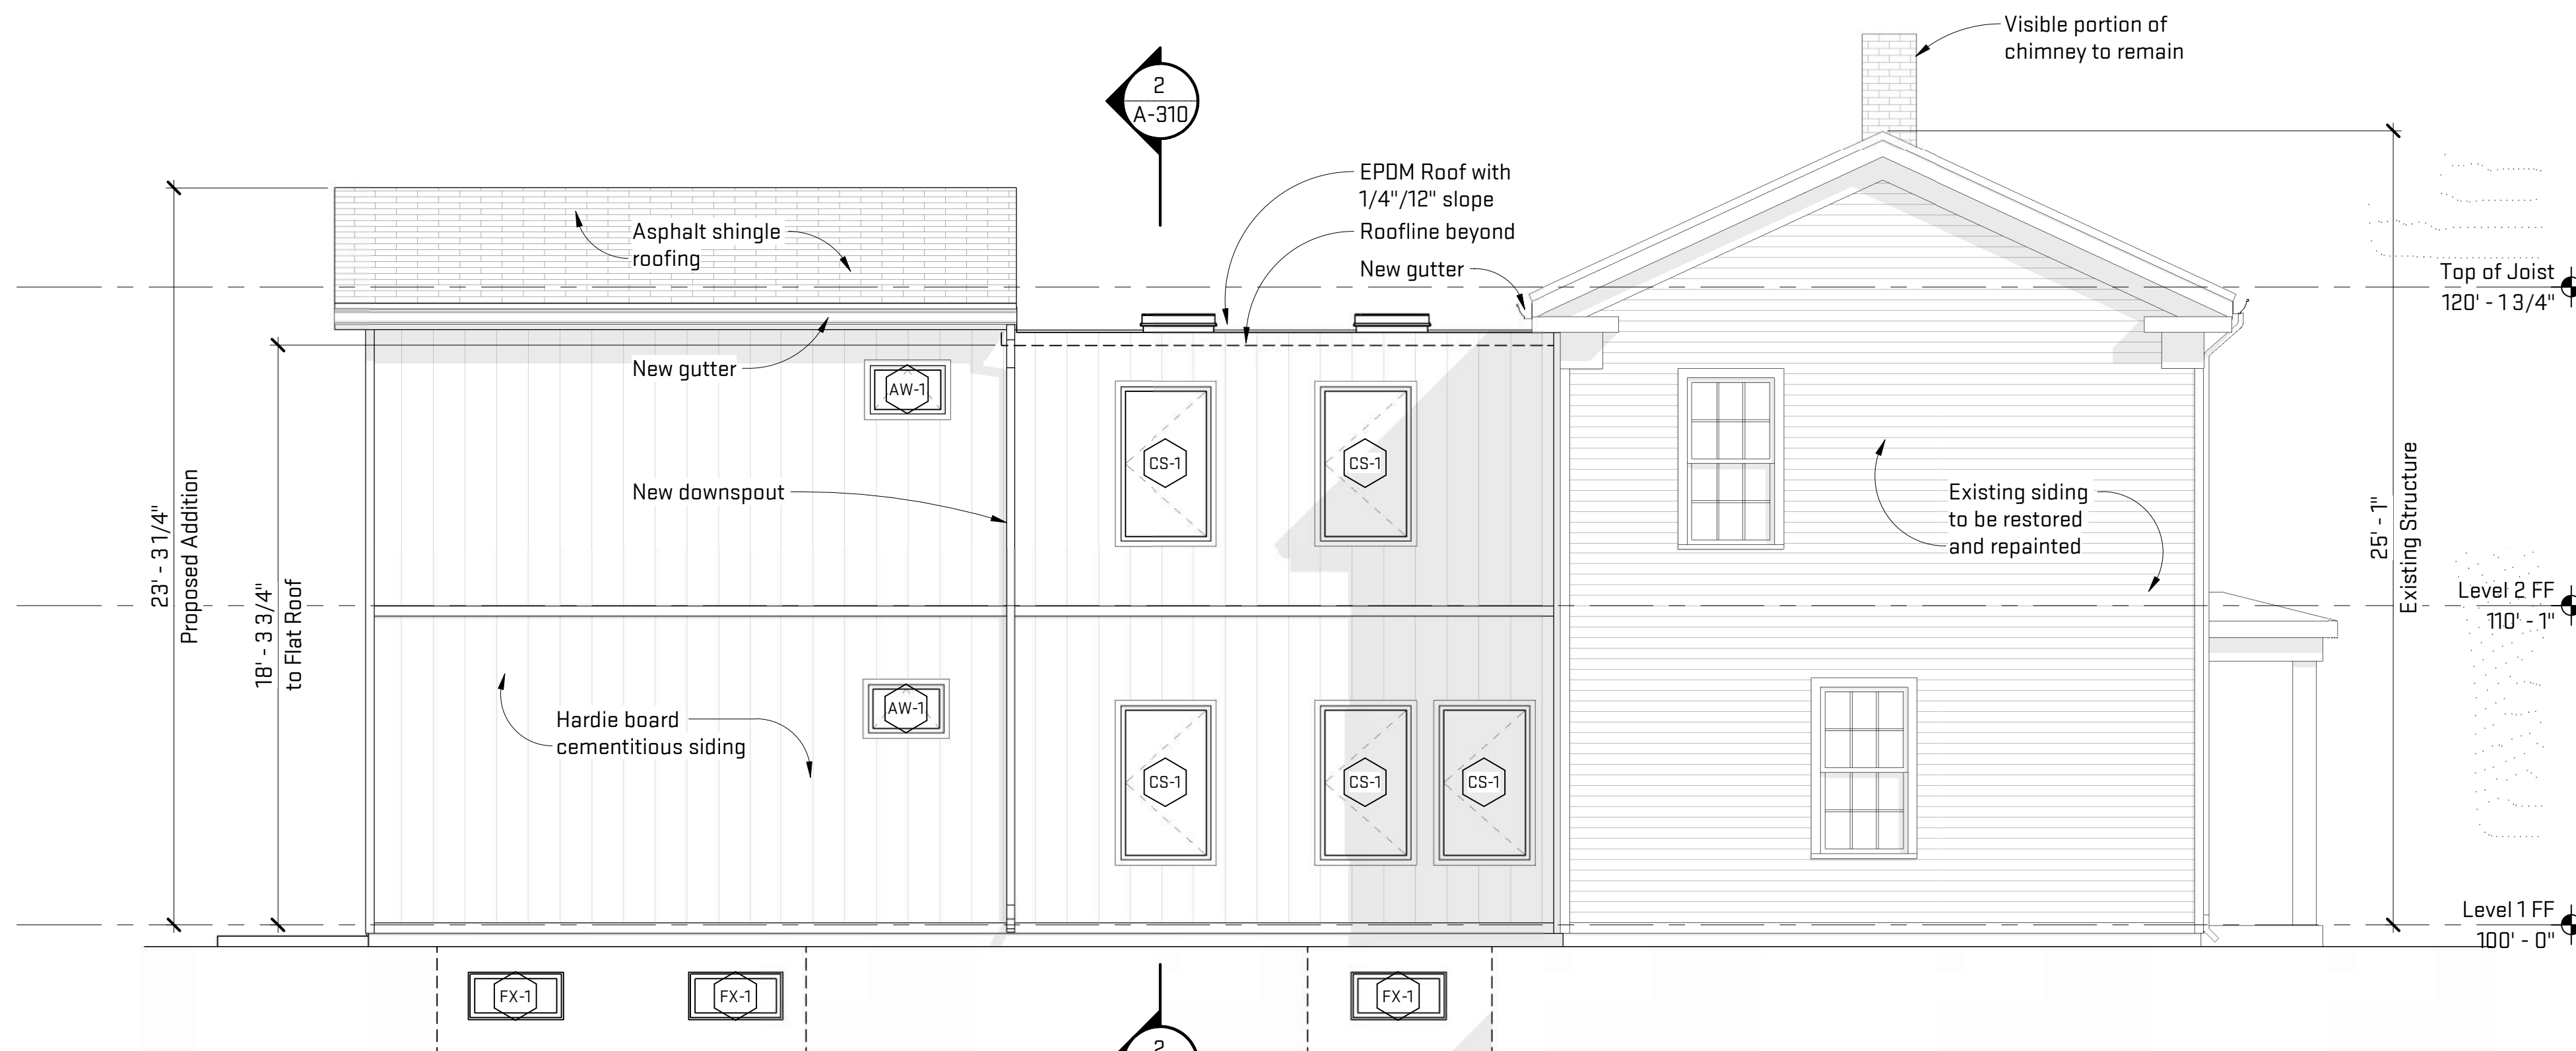 Visible portion of
chimney to remain
2
A-310
EPDM Roof with
1/4"/12" slope
Roofline beyond
New gutter
Asphalt shingle
roofing
Top of Joist
120' - 1 3/4"
New gutter
AW-1
CS-1
CS-1
New downspout
Existing siding
to be restored
and repainted
23' - 3 1/4"
Proposed Addition
18' - 3 3/4"
to Flat Roof
25' - 1"
Existing Structure
Level 2 FF
110' - 1"
AW-1
Hardie board
cementitious siding
CS-1
CS-1
CS-1
Level 1 FF
100' - 0"
FX-1
FX-1
FX-1
2